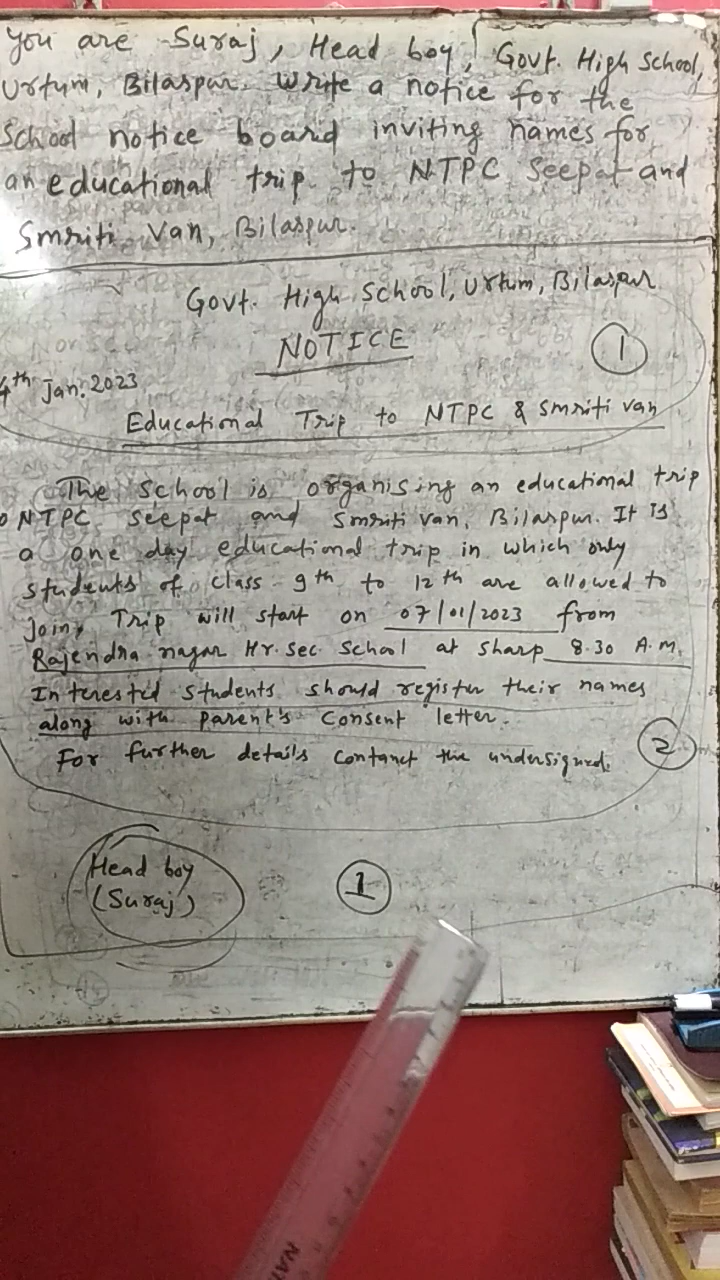 You are Suraj, Head boy, Govt. High School,
Urtum, Bilaspur. Write a notice for the
School notice board inviting names for
an educational trip to NTPC Seepat and
Smriti Van, Bilaspur.
Govt. High School, Urtum, Bilaspur
NOTICE
1
4th Jan. 2023
Educational Trip to NTPC & Smriti van
The School is organising an educational trip
o NTPC Seepat and Smriti van, Bilaspur. It is
a one day educational trip in which only
students of class 9th to 12th are allowed to
join, Trip will start on 07/01/2023 from
Rajendra nagar Hr. Sec School at sharp 8.30 A.M.
Interested students should register their names
along with parent's consent letter.
For further details contanct the undersigned.
2
Head boy
(Suraj)
1